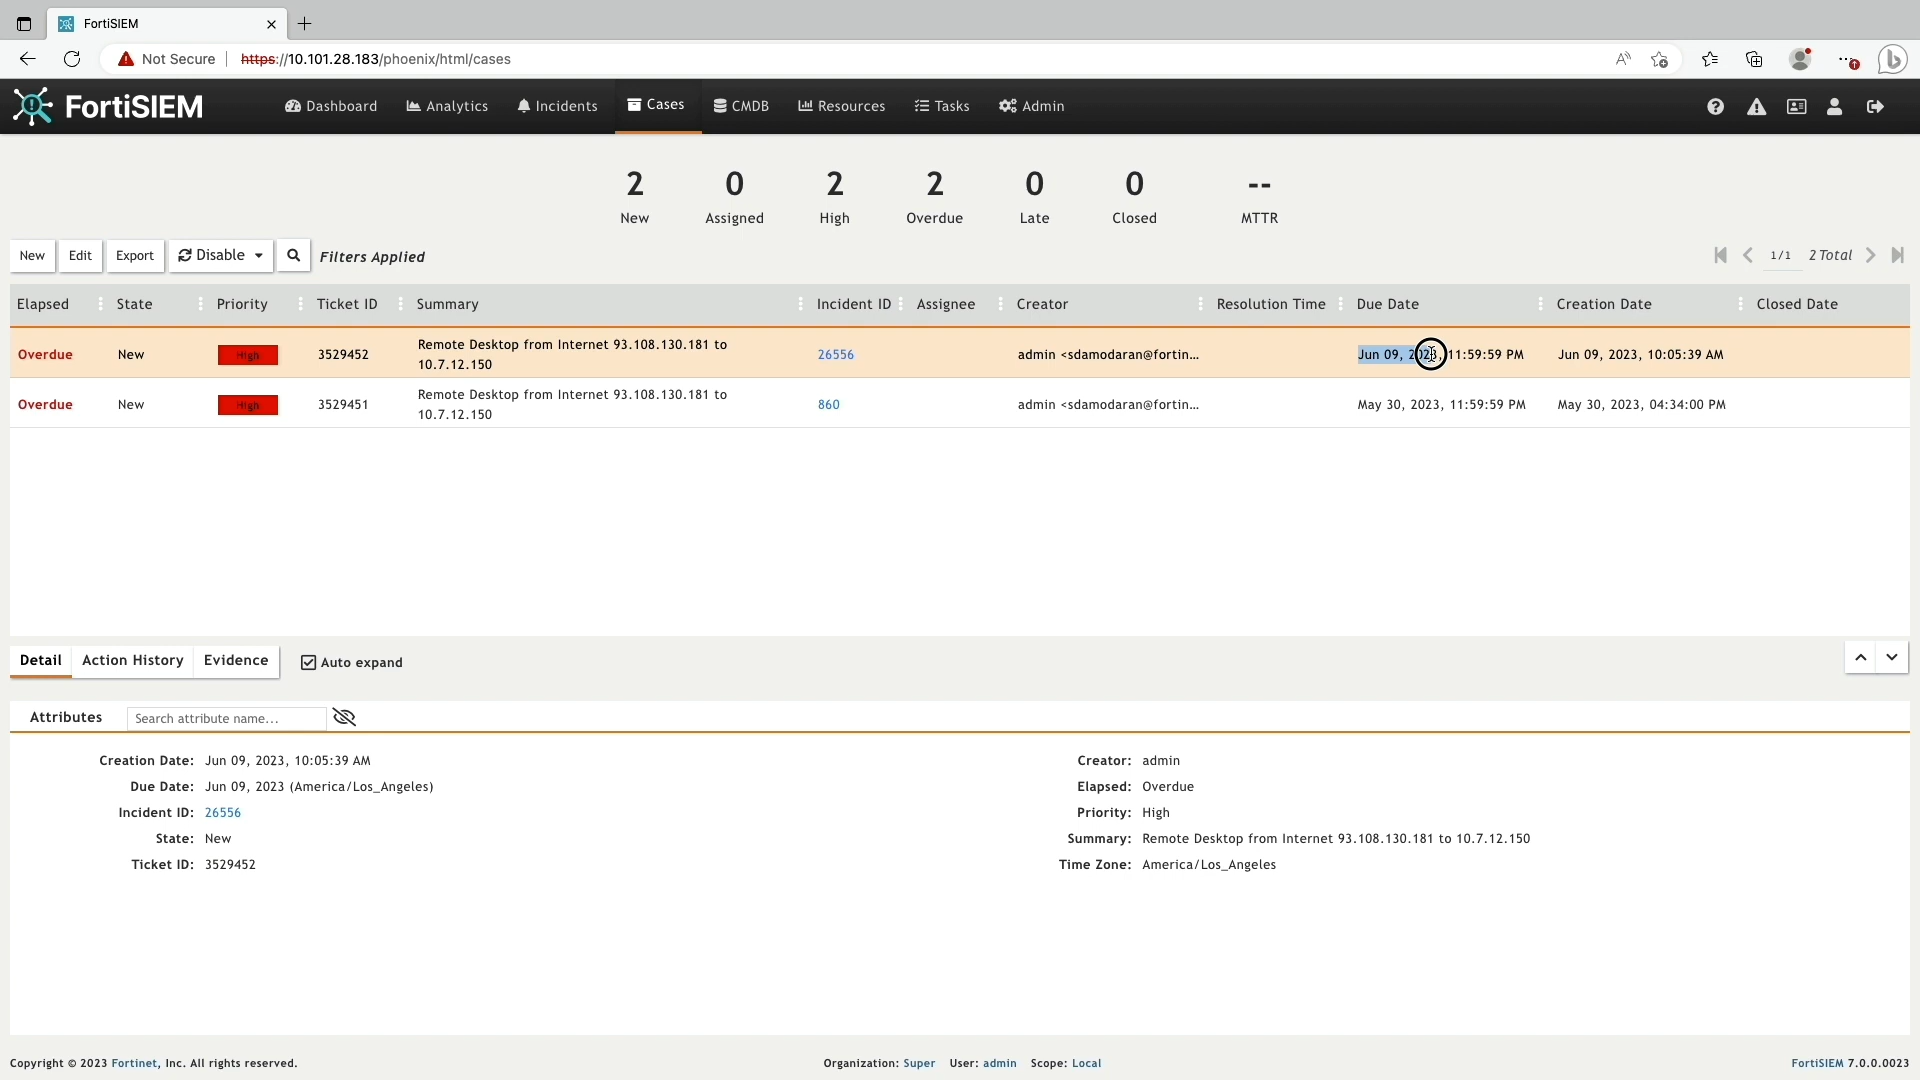 FortiSIEM
Not Secure https://10.101.28.183/phoenix/html/cases
FortiSIEM Dashboard Analytics Incidents Cases CMDB Resources Tasks Admin
2 0 2 2 0 0 --
New Assigned High Overdue Late Closed MTTR
New Edit Export Disable Filters Applied 1/1 2 Total
Elapsed State Priority Ticket ID Summary Incident ID Assignee Creator Resolution Time Due Date Creation Date Closed Date
Overdue New High 3529452 Remote Desktop from Internet 93.108.130.181 to 26556 admin <sdamodaran@fortin... Jun 09, 2023, 11:59:59 PM Jun 09, 2023, 10:05:39 AM
10.7.12.150
Overdue New High 3529451 Remote Desktop from Internet 93.108.130.181 to 860 admin <sdamodaran@fortin... May 30, 2023, 11:59:59 PM May 30, 2023, 04:34:00 PM
10.7.12.150
Detail Action History Evidence Auto expand
Attributes Search attribute name...
Creation Date: Jun 09, 2023, 10:05:39 AM Creator: admin
Due Date: Jun 09, 2023 (America/Los_Angeles) Elapsed: Overdue
Incident ID: 26556 Priority: High
State: New Summary: Remote Desktop from Internet 93.108.130.181 to 10.7.12.150
Ticket ID: 3529452 Time Zone: America/Los_Angeles
Copyright © 2023 Fortinet, Inc. All rights reserved. Organization: Super User: admin Scope: Local FortiSIEM 7.0.0.0023